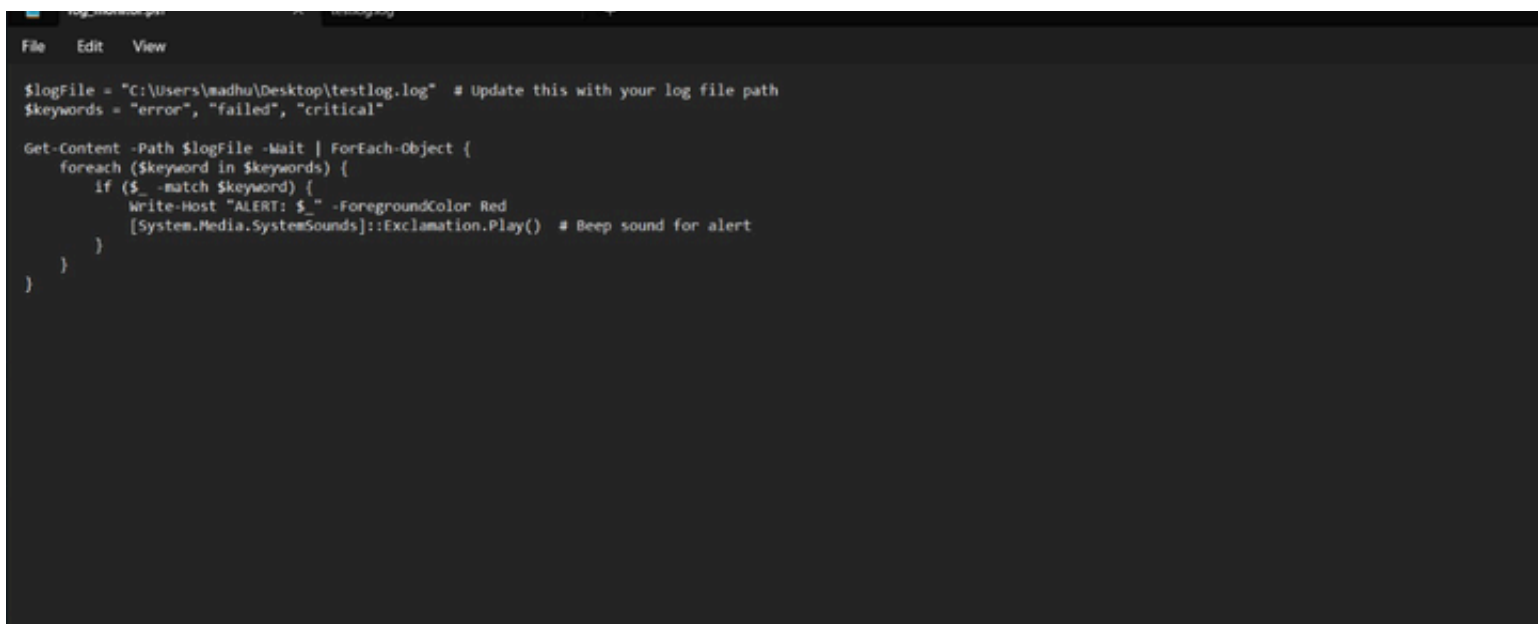 File Edit View
$logFile = "C:\Users\madhu\Desktop\testlog.log"  # Update this with your log file path
$keywords = "error", "failed", "critical"
Get-Content -Path $logFile -Wait | ForEach-Object {
    foreach ($keyword in $keywords) {
        if ($_ -match $keyword) {
            Write-Host "ALERT: $_" -ForegroundColor Red
            [System.Media.SystemSounds]::Exclamation.Play()  # Beep sound for alert
        }
    }
}